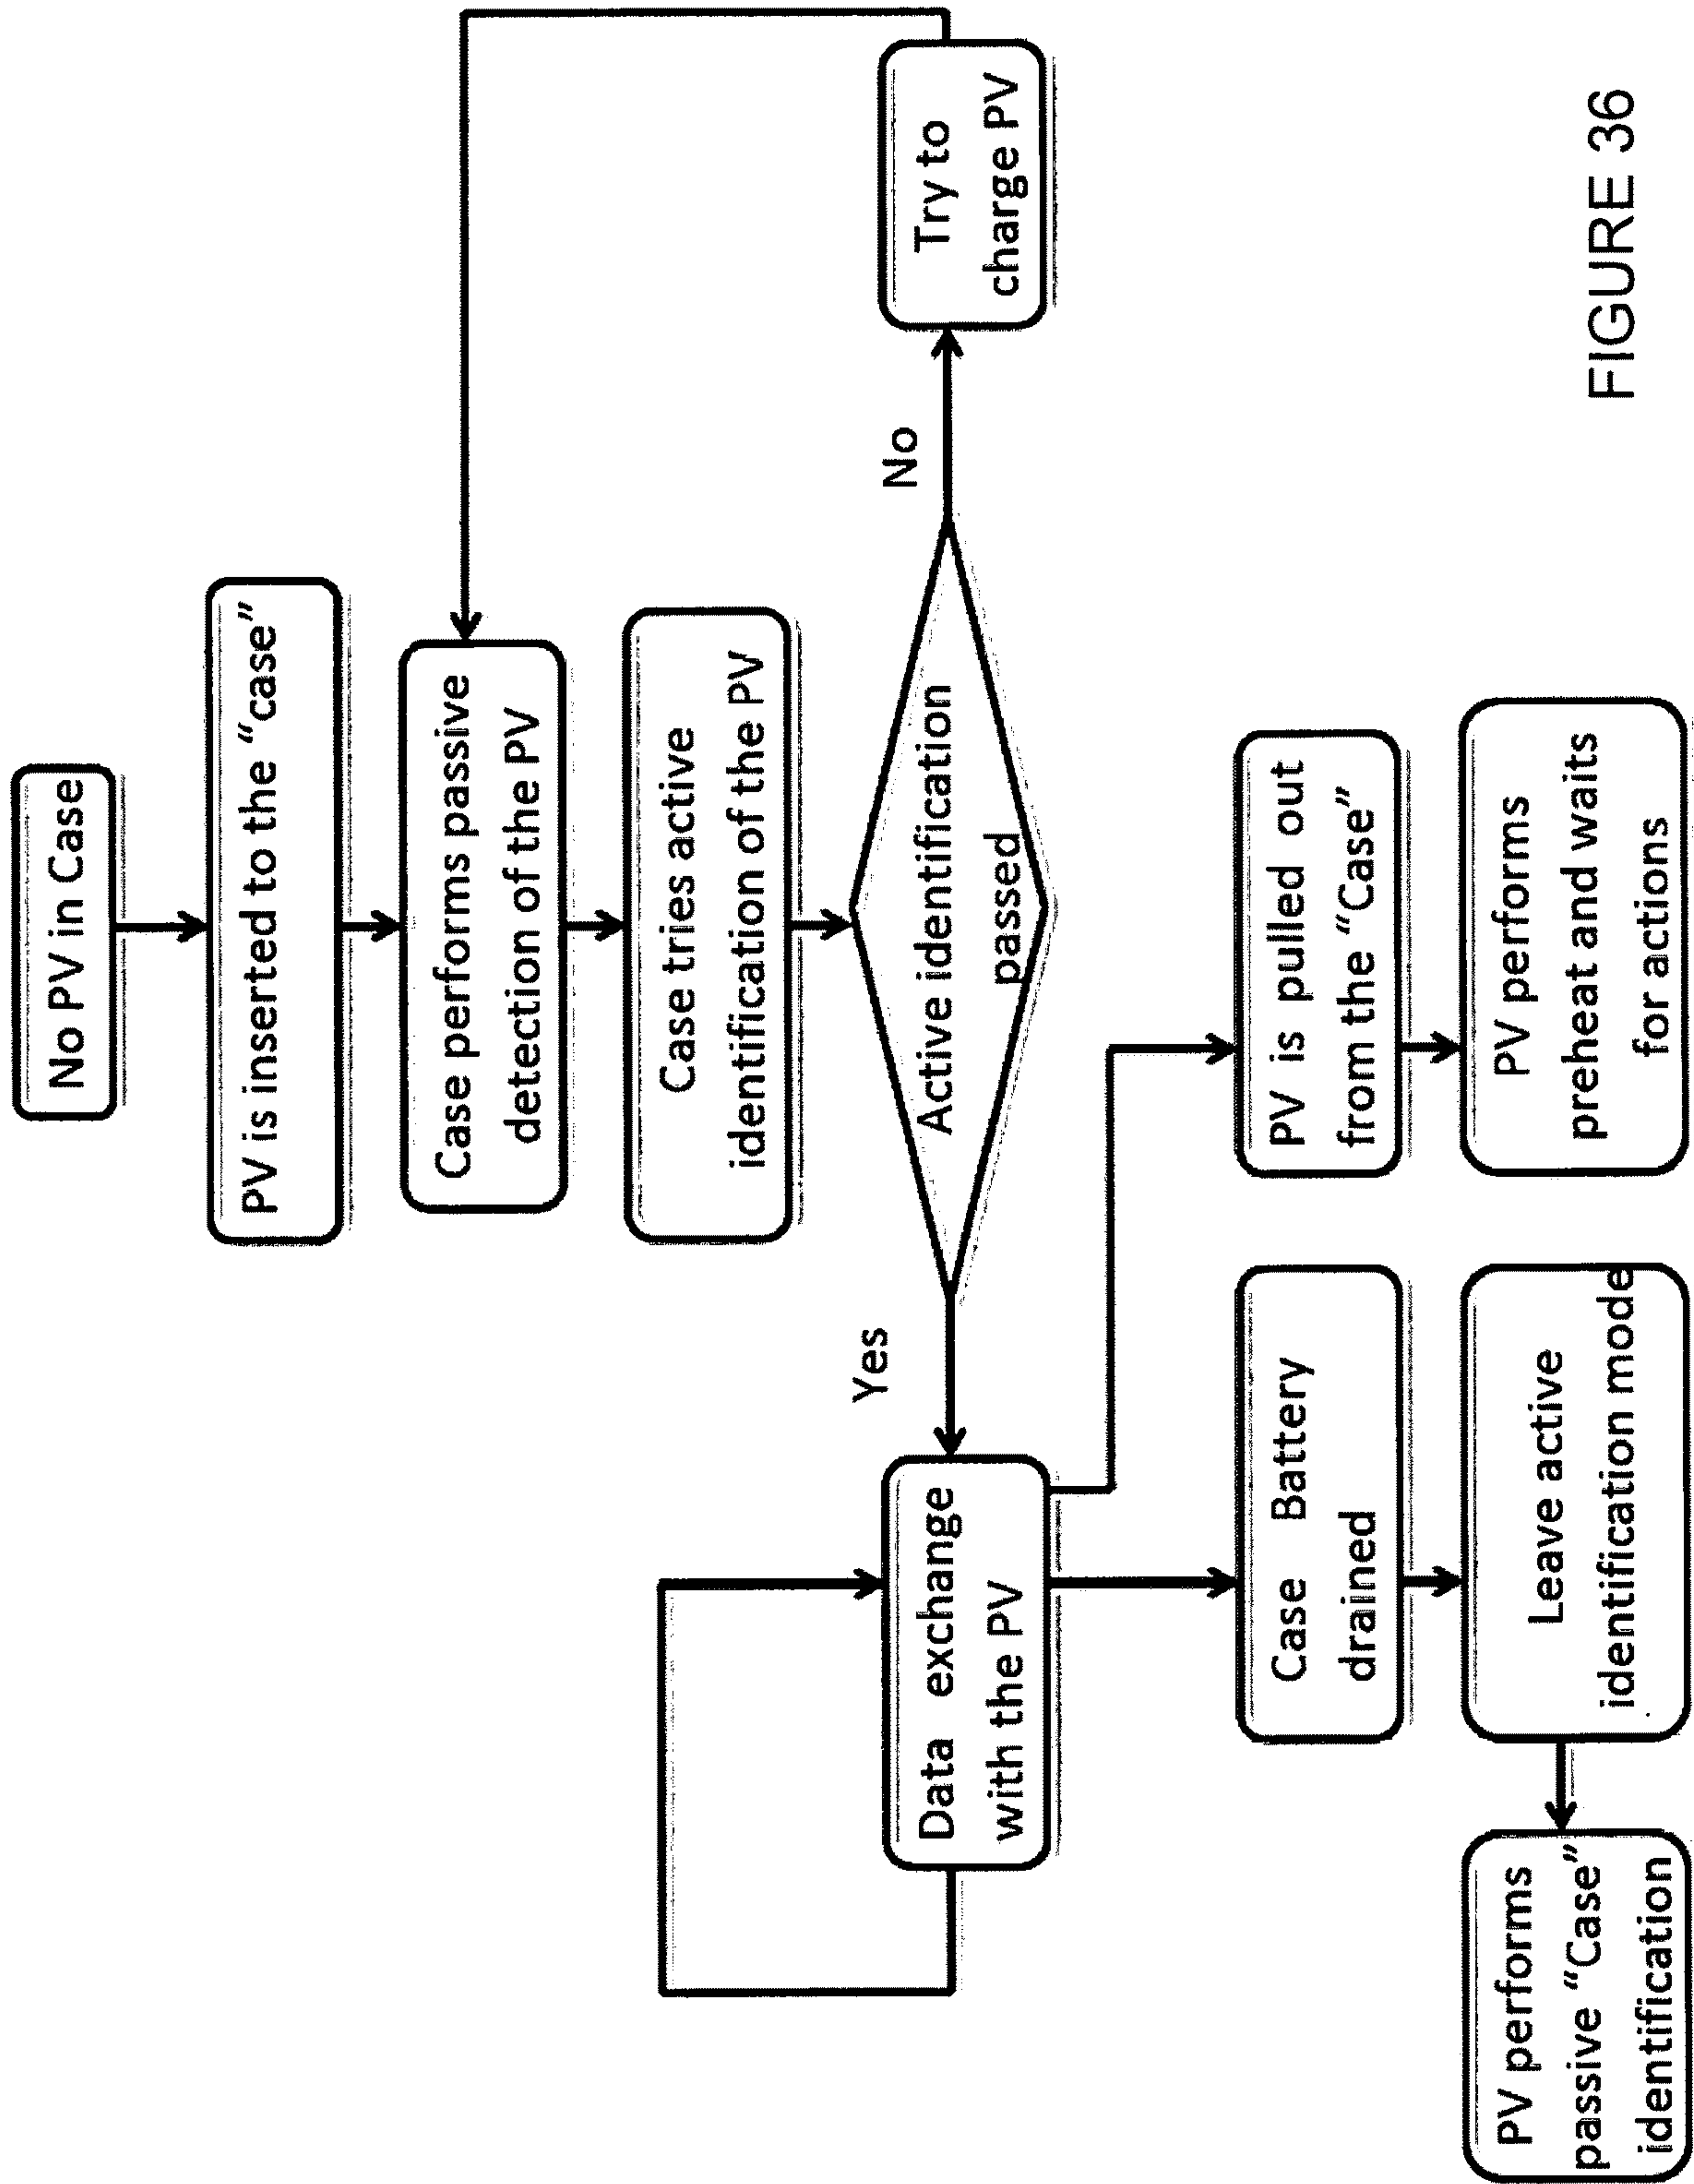 No PV in Case
PV is inserted to the “case”
Case performs passive
detection of the PV
Case tries active
identification of the PV
Active identification
passed
Yes
No
Try to
charge PV
Data exchange
with the PV
Case Battery
drained
PV is pulled out
from the “Case”
Leave active
identification mode
PV performs
preheat and waits
for actions
PV performs
passive “Case”
identification
FIGURE 36